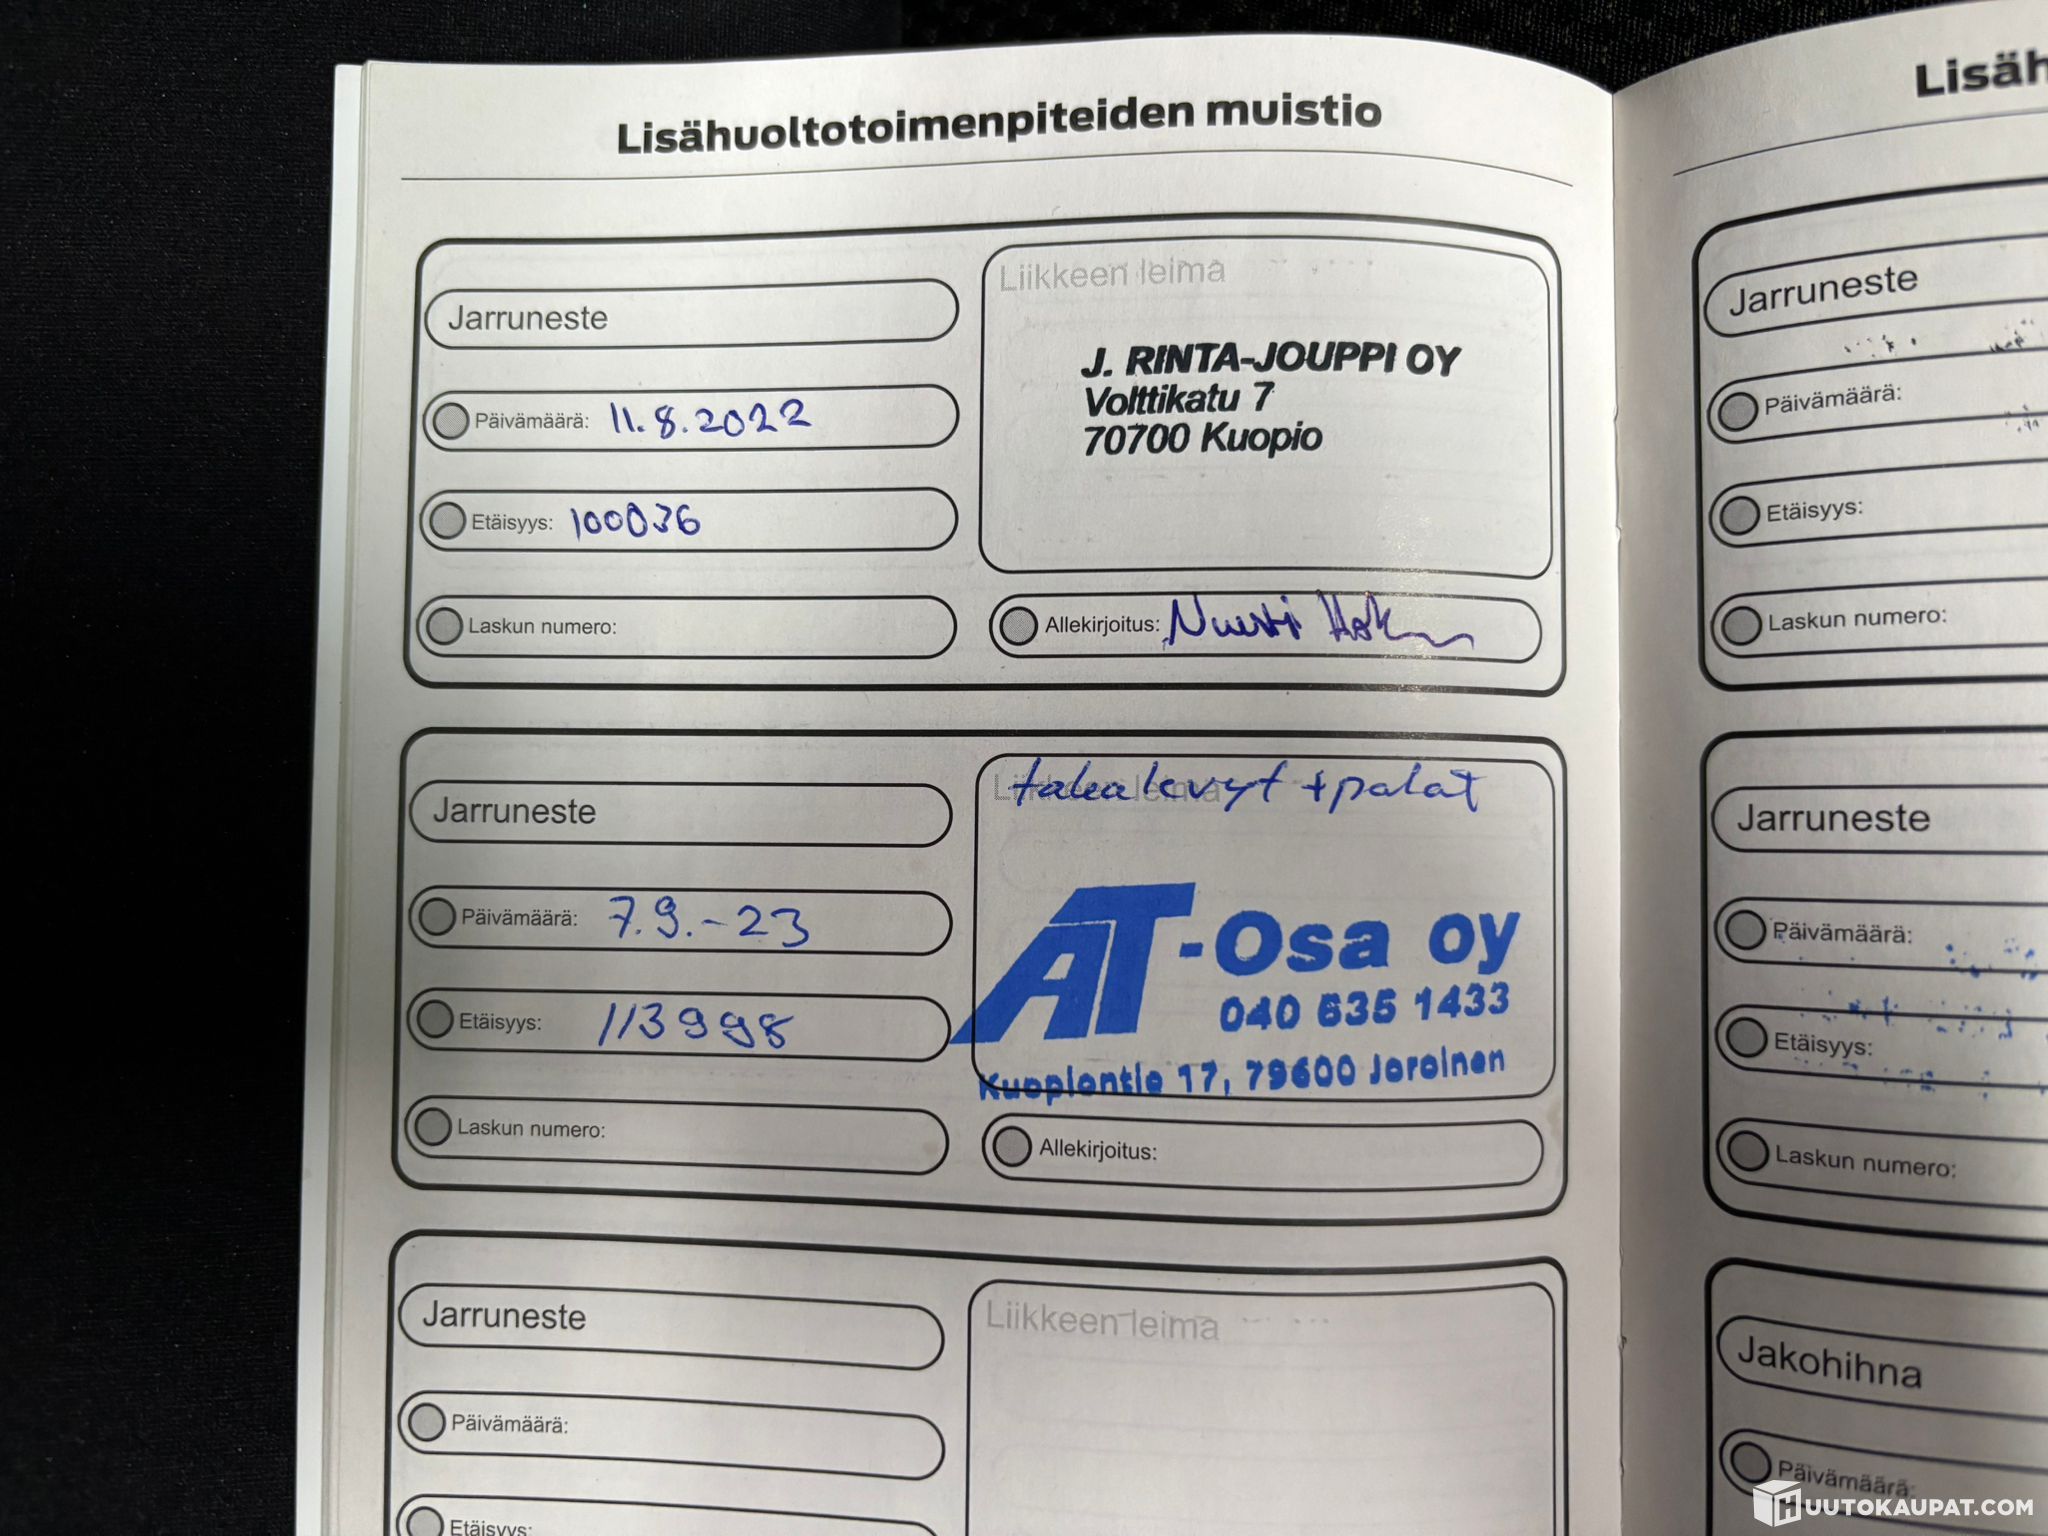 Lisähuoltotoimenpiteiden muistio
Jarruneste
Päivämäärä: 11.8.2022
Etäisyys: 100036
Laskun numero:
Liikkeen leima
J. RINTA-JOUPPI OY
Volttikatu 7
70700 Kuopio
Allekirjoitus:
Jarruneste
Päivämäärä: 7.9.-23
Etäisyys: 113998
Laskun numero:
Liikkeen leima
takalevyt + palat
AT-Osa oy
040 635 1433
Kuopiontie 17, 79600 Joroinen
Allekirjoitus:
Jarruneste
Päivämäärä:
Etäisyys:
Liikkeen leima
Lisäh
Jarruneste
Päivämäärä:
Etäisyys:
Laskun numero:
Jarruneste
Päivämäärä:
Etäisyys:
Laskun numero:
Jakohihna
Päivämäärä:
HUUTOKAUPAT.COM